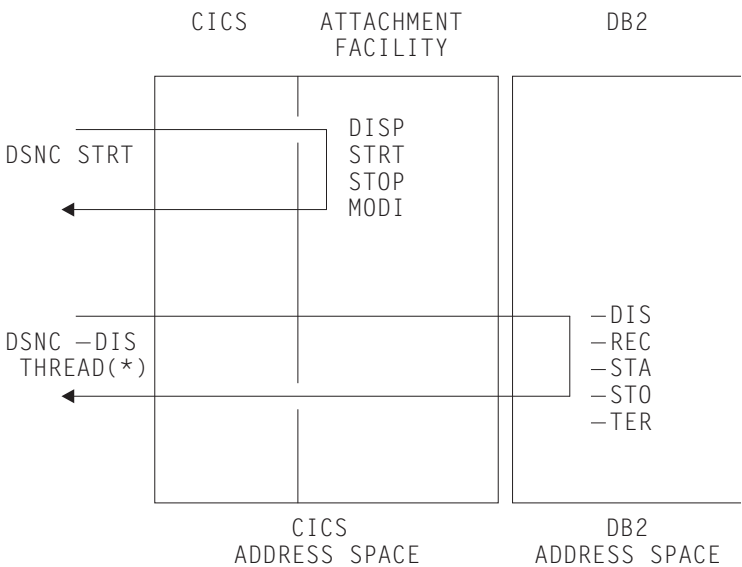 CICS
ATTACHMENT
FACILITY
DB2
DSNC STRT
DISP
STRT
STOP
MODI
DSNC —DIS
THREAD(*)
—DIS
—REC
—STA
—STO
—TER
CICS
ADDRESS SPACE
DB2
ADDRESS SPACE